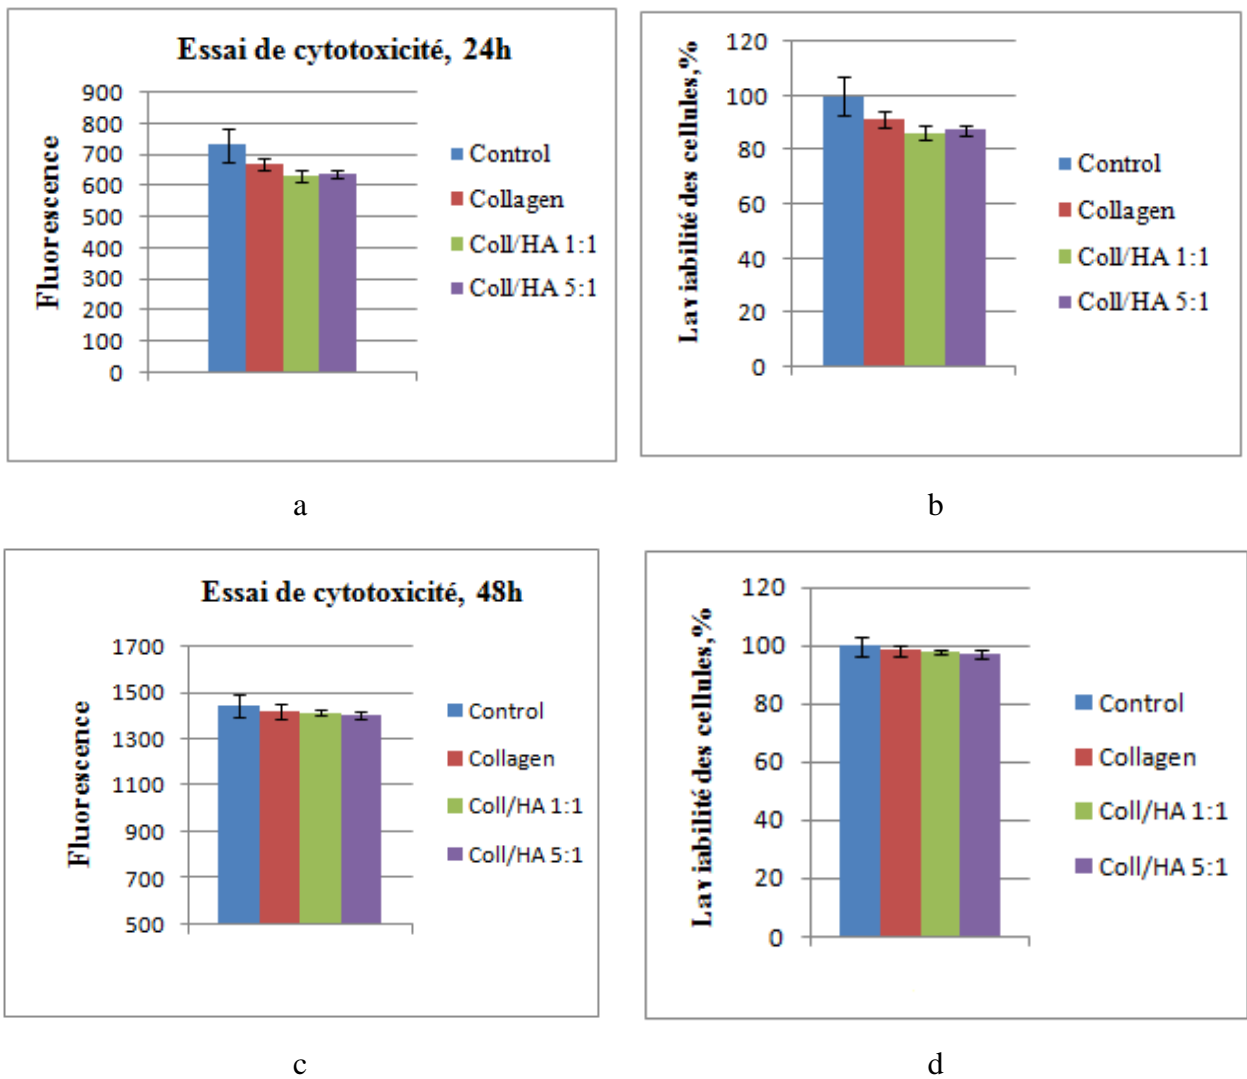 Essai de cytotoxicité, 24h
Fluorescence
900
800
700
600
500
400
300
200
100
0
Control
Collagen
Coll/HA 1:1
Coll/HA 5:1
a
La viabilité des cellules,%
120
100
80
60
40
20
0
Control
Collagen
Coll/HA 1:1
Coll/HA 5:1
b
Essai de cytotoxicité, 48h
Fluorescence
1700
1500
1300
1100
900
700
500
Control
Collagen
Coll/HA 1:1
Coll/HA 5:1
c
La viabilité des cellules,%
120
100
80
60
40
20
0
Control
Collagen
Coll/HA 1:1
Coll/HA 5:1
d